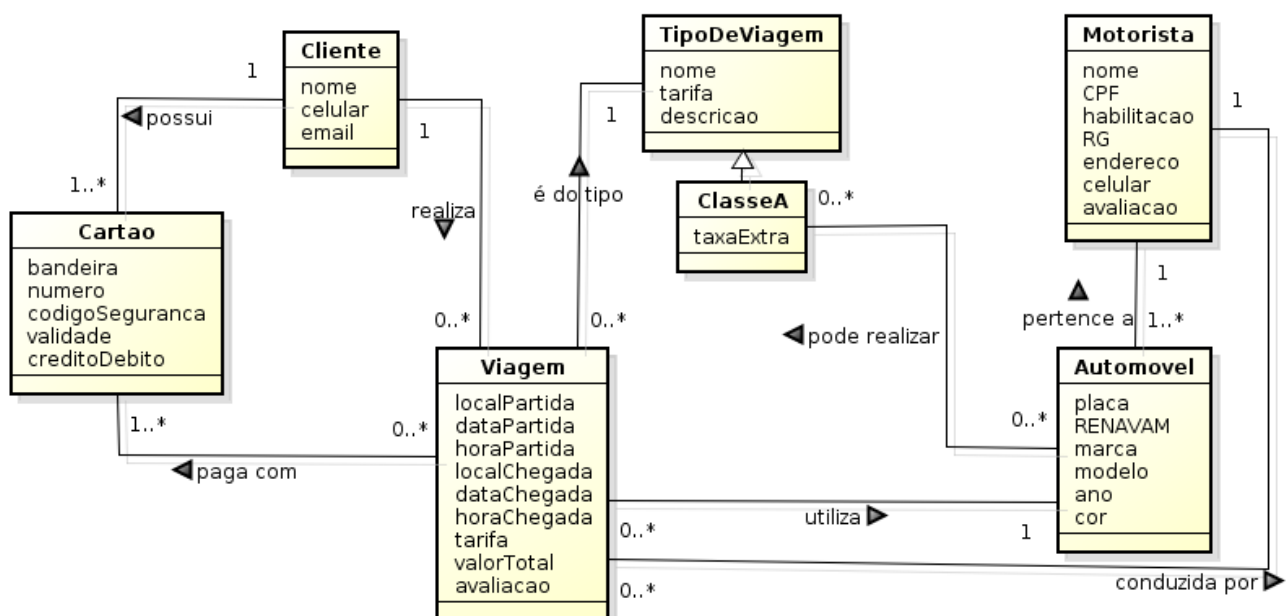 Cliente
nome
celular
email
TipoDeViagem
nome
tarifa
descricao
Motorista
nome
CPF
habilitacao
RG
endereco
celular
avaliacao
1
possui
1..*
1
realiza
0..*
1
é do tipo
0..*
ClasseA
taxaExtra
0..*
pode realizar
0..*
1
1
pertence a
1..*
Cartao
bandeira
numero
codigoSeguranca
validade
creditoDebito
1..*
0..*
paga com
Viagem
localPartida
dataPartida
horaPartida
localChegada
dataChegada
horaChegada
tarifa
valorTotal
avaliacao
Automovel
placa
RENAVAM
marca
modelo
ano
cor
utiliza
0..*
1
0..*
conduzida por